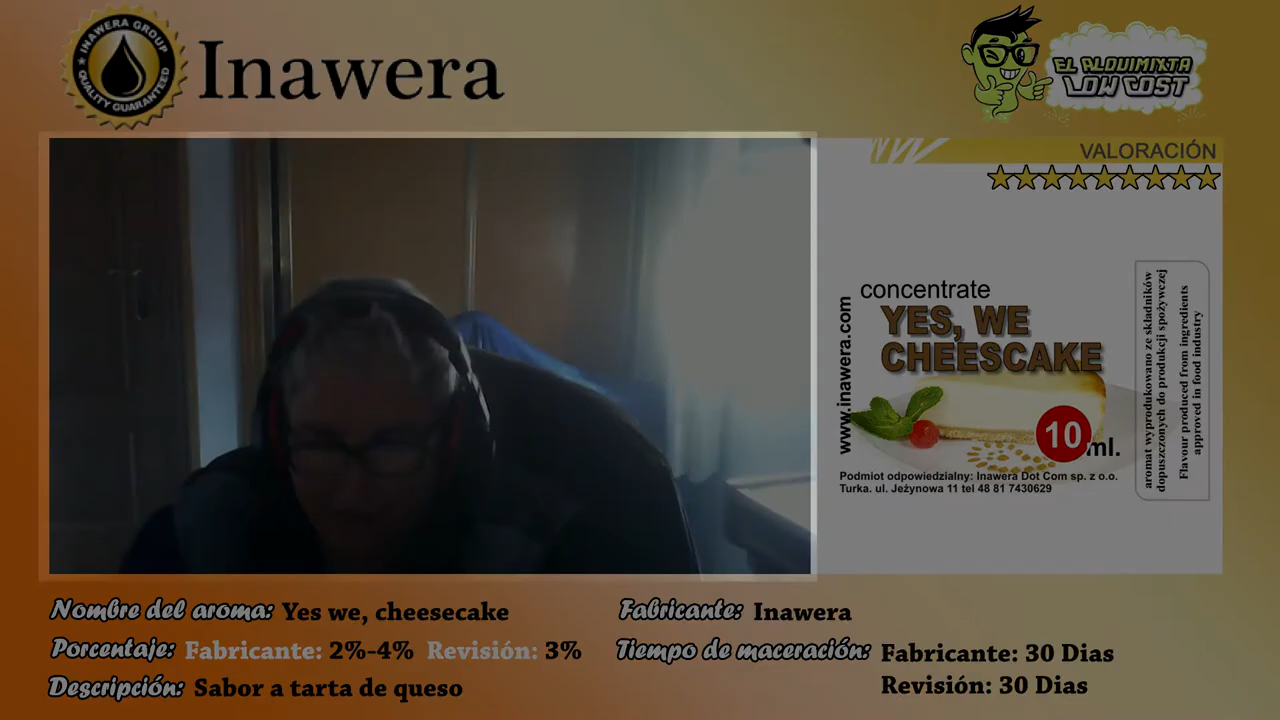 INAWERA GROUP
QUALITY GUARANTEED
Inawera
EL ALQUIMIXTA
LOW COST
VALORACIÓN
concentrate
YES, WE
CHEESCAKE
www.inawera.com
10 ml.
Podmiot odpowiedzialny: Inawera Dot Com sp. z o.o.
Turka. ul. Jeżynowa 11 tel 48 81 7430629
aromat wyprodukowano ze składników
dopuszczonych do produkcji spożywczej
Flavour produced from ingredients
approved in food industry
Nombre del aroma: Yes we, cheesecake
Fabricante: Inawera
Porcentaje: Fabricante: 2%-4% Revisión: 3%
Tiempo de maceración: Fabricante: 30 Dias
Revisión: 30 Dias
Descripción: Sabor a tarta de queso